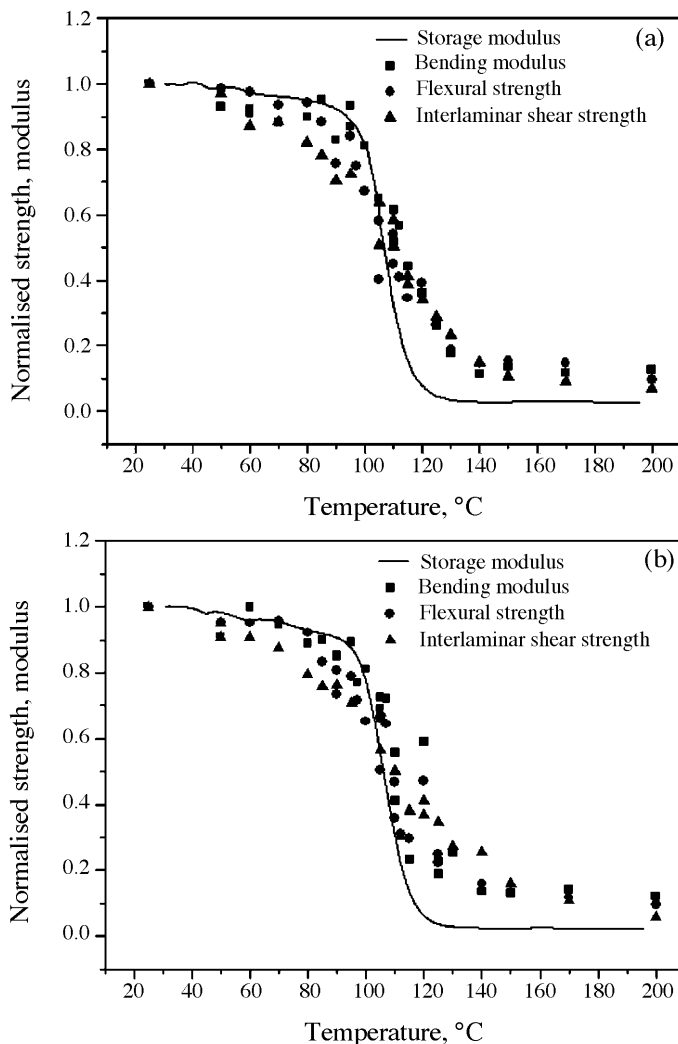 1.2
(a)
Storage modulus
1.0
Bending modulus
Flexural strength
Interlaminar shear strength
0.8
0.6
0.4
0.2
0.0
Normalised strength, modulus
20 40 60 80 100 120 140 160 180 200
Temperature, °C
1.2
(b)
Storage modulus
Bending modulus
1.0
Flexural strength
Interlaminar shear strength
0.8
0.6
0.4
0.2
0.0
Normalised strength, modulus
20 40 60 80 100 120 140 160 180 200
Temperature, °C